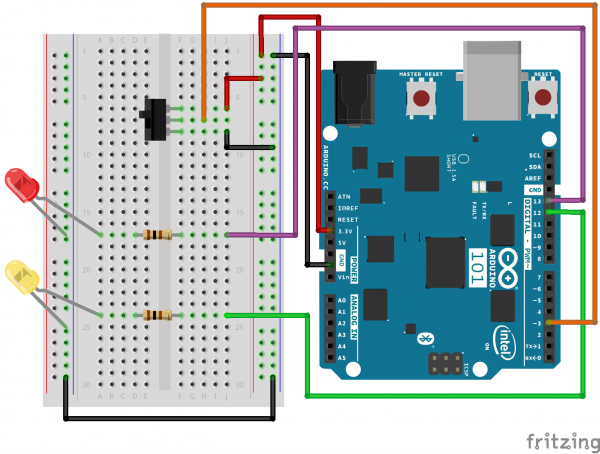 A B C D E
F G H I J
1
1
5
5
10
10
15
15
20
20
25
25
30
30
A B C D E
F G H I J
MASTER RESET
RESET
ARDUINO.CC
USB 1.5A
SHORT
TX/RX
FAULT
L
SCL
SDA
AREF
GND
13
12
~11
~10
~9
~8
DIGITAL - PWM~
ATN
IOREF
RESET
3.3V
5V
GND
Vin
POWER
ARDUINO
101
7
~6
~5
4
~3
2
TX→1
RX←0
A0
A1
A2
A3
A4
A5
ANALOG IN
intel
ON
ICSP
fritzing